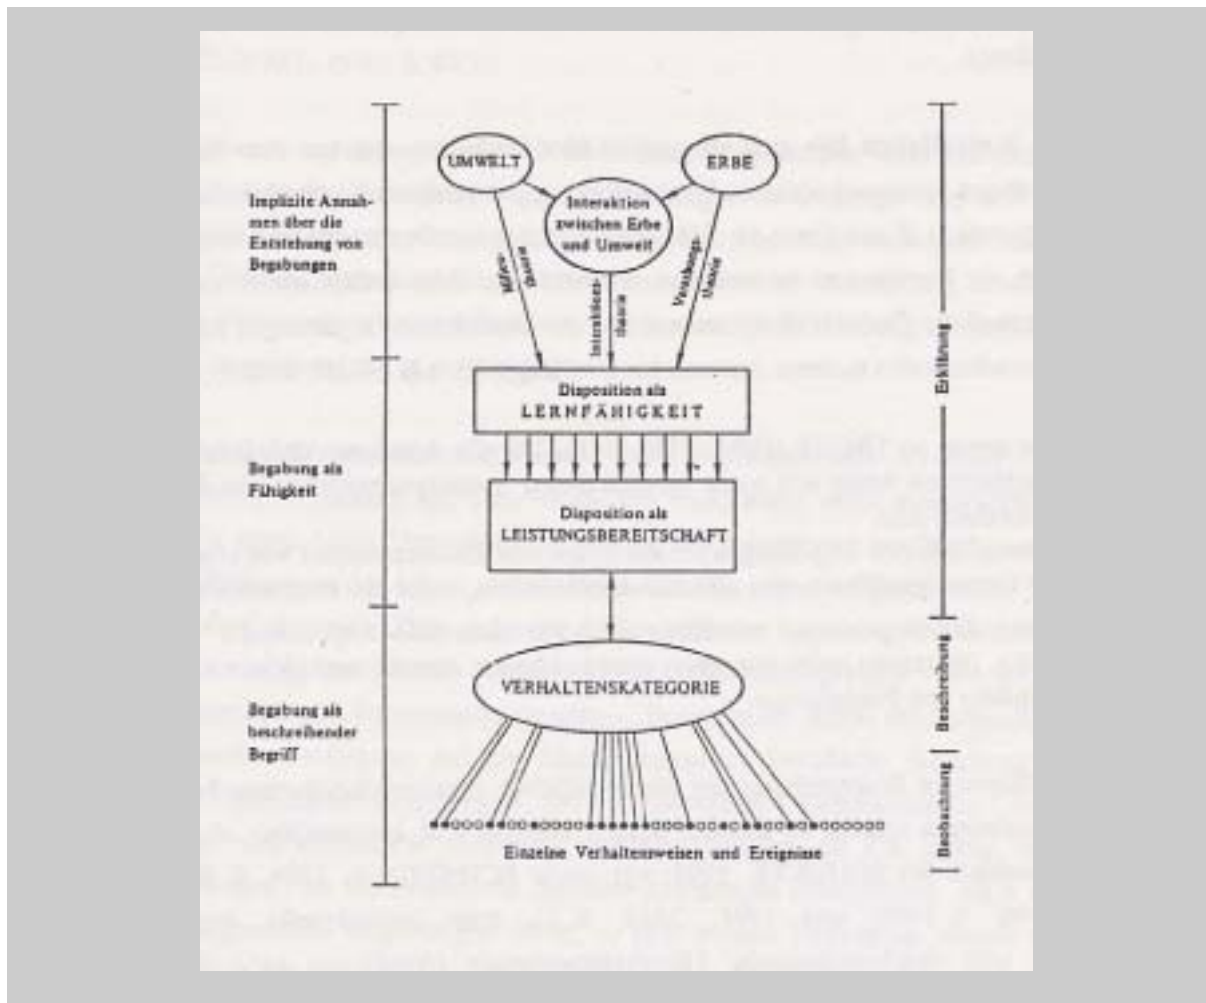 UMWELT
ERBE
Interaktion
zwischen Erbe
und Umwelt
Implizite Annah-
men über die
Entstehung von
Begabungen
Milieu-
theorie
Interaktions-
theorie
Vererbungs-
theorie
Disposition als
LERNFÄHIGKEIT
Begabung als
Fähigkeit
Disposition als
LEISTUNGSBEREITSCHAFT
VERHALTENSKATEGORIE
Begabung als
beschreibender
Begriff
Einzelne Verhaltensweisen und Ereignisse
Erklärung
Beschreibung
Beobachtung